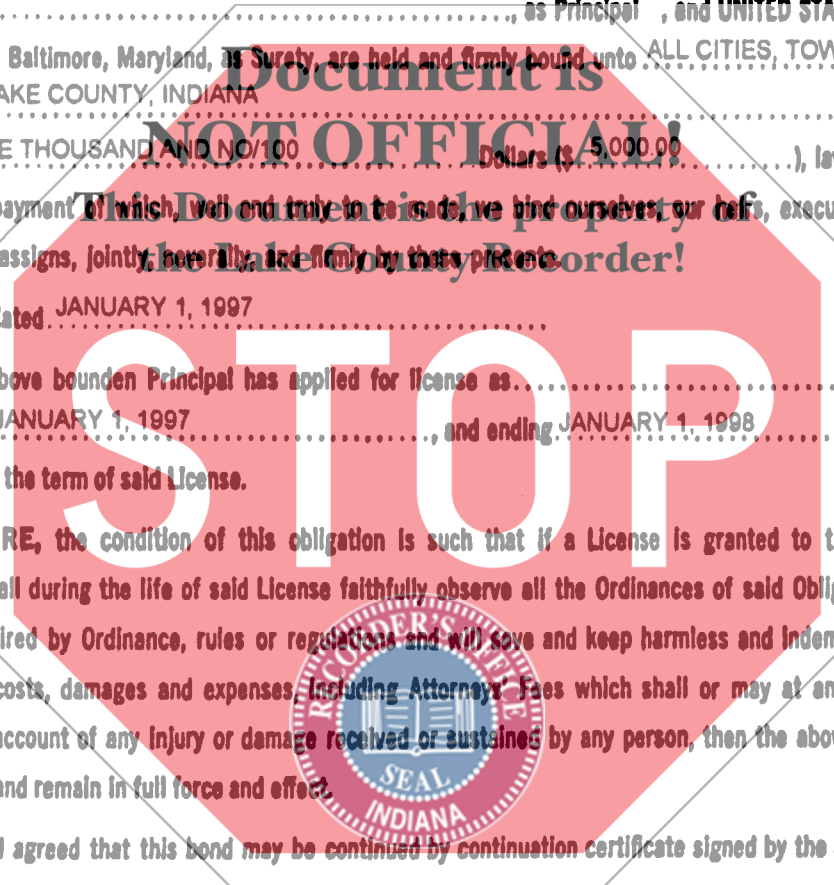 as Principal , and UNITED STA
Baltimore, Maryland, as Surety, are held and firmly bound unto ALL CITIES, TOW
AKE COUNTY, INDIANA
E THOUSAND AND NO/100 Dollars ($ 5,000.00 ), la
payment of which, well and truly to be made, we bind ourselves, our heirs, execu
assigns, jointly, severally, and firmly by these presents.
Document is
NOT OFFICIAL!
This Document is the property of
the Lake County Recorder!
ated JANUARY 1, 1997
bove bounden Principal has applied for license as
JANUARY 1, 1997 , and ending JANUARY 1, 1998
STOP
the term of said License.
RE, the condition of this obligation is such that if a License is granted to t
all during the life of said License faithfully observe all the Ordinances of said Obli
ired by Ordinance, rules or regulations and will save and keep harmless and inden
costs, damages and expenses, including Attorneys' Fees which shall or may at an
account of any injury or damage received or sustained by any person, then the abo
and remain in full force and effect.
RECORDER'S OFFICE
SEAL
INDIANA
agreed that this bond may be continued by continuation certificate signed by the